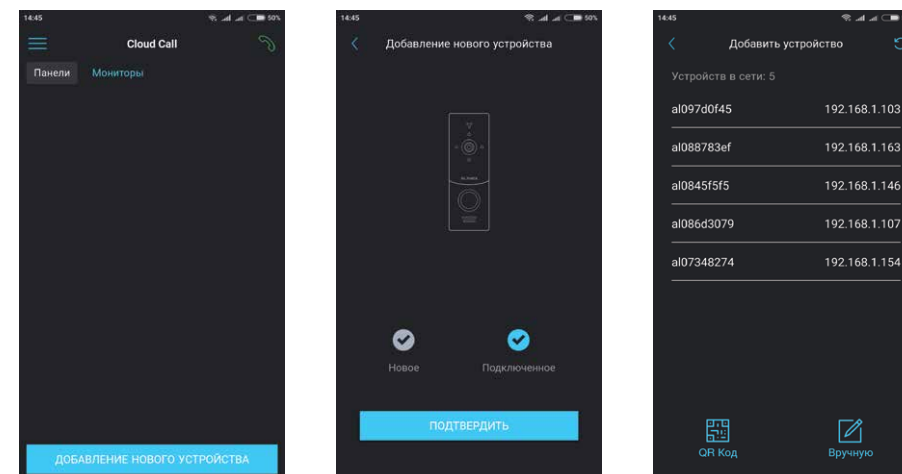 14:45
50%
Cloud Call
Панели
Мониторы
ДОБАВЛЕНИЕ НОВОГО УСТРОЙСТВА
14:45
50%
Добавление нового устройства
Новое
Подключенное
ПОДТВЕРДИТЬ
14:45
Добавить устройство
Устройств в сети: 5
al097d0f45 192.168.1.103
al088783ef 192.168.1.163
al0845f5f5 192.168.1.146
al086d3079 192.168.1.107
al07348274 192.168.1.154
QR Код
Вручную